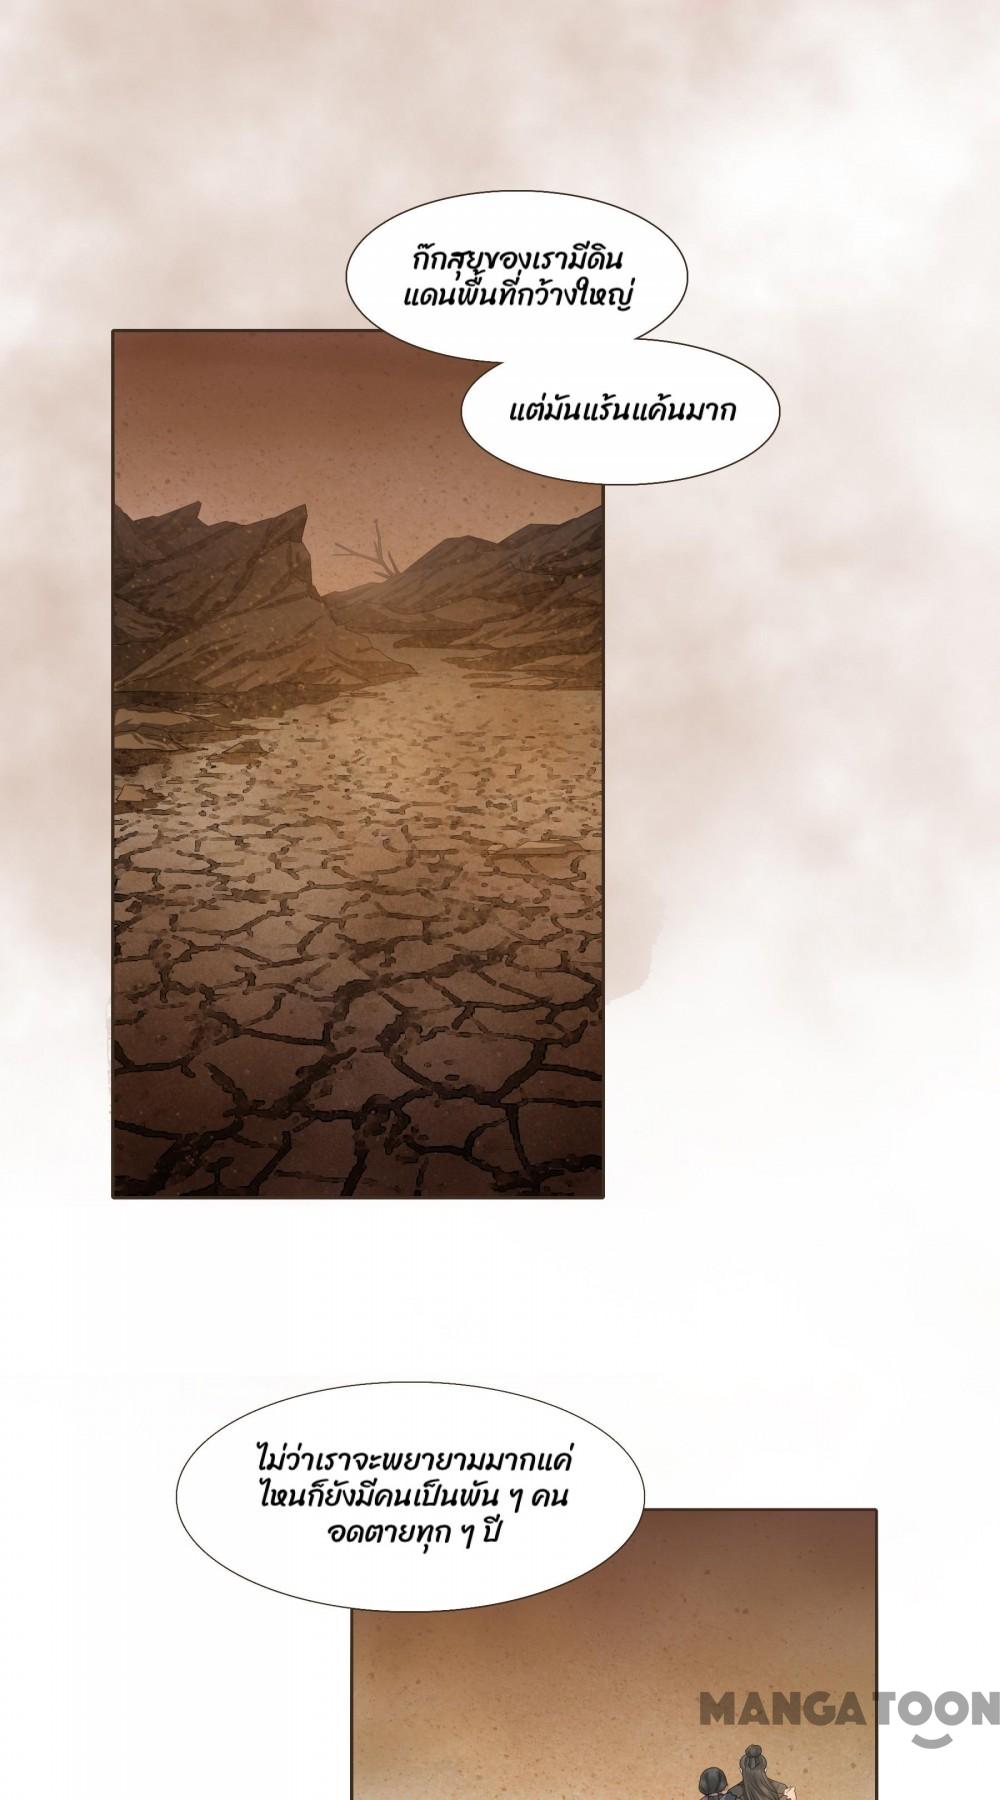 ก๊กสุยของเรามีดิน
แดนพื้นที่กว้างใหญ่
แต่มันแร้นแค้นมาก
ไม่ว่าเราจะพยายามมากแค่
ไหนก็ยังมีคนเป็นพัน ๆ คน
อดตายทุก ๆ ปี
MANGATOON